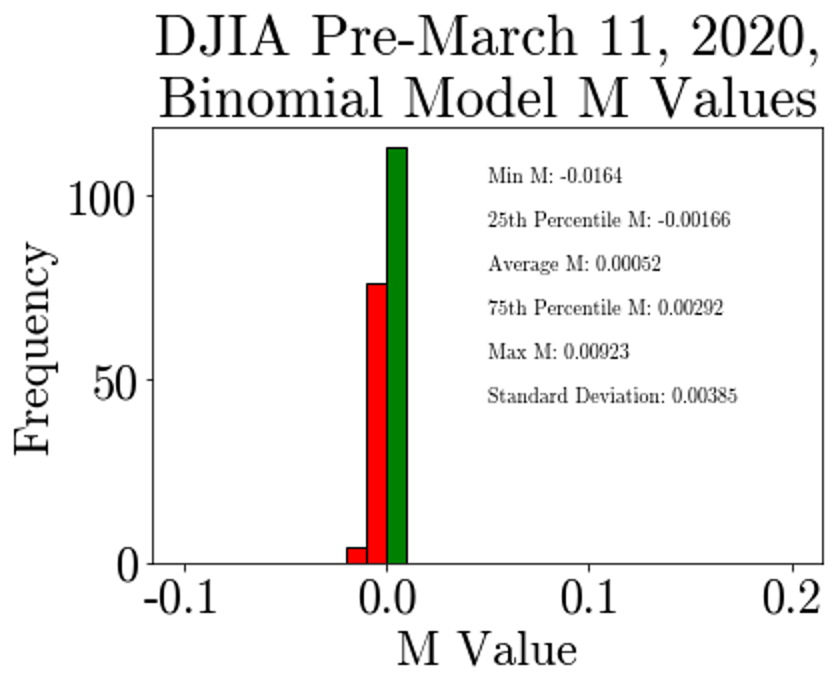 DJIA Pre-March 11, 2020,
Binomial Model M Values
Min M: -0.0164
25th Percentile M: -0.00166
Average M: 0.00052
75th Percentile M: 0.00292
Max M: 0.00923
Standard Deviation: 0.00385
Frequency
100
50
0
-0.1 0.0 0.1 0.2
M Value